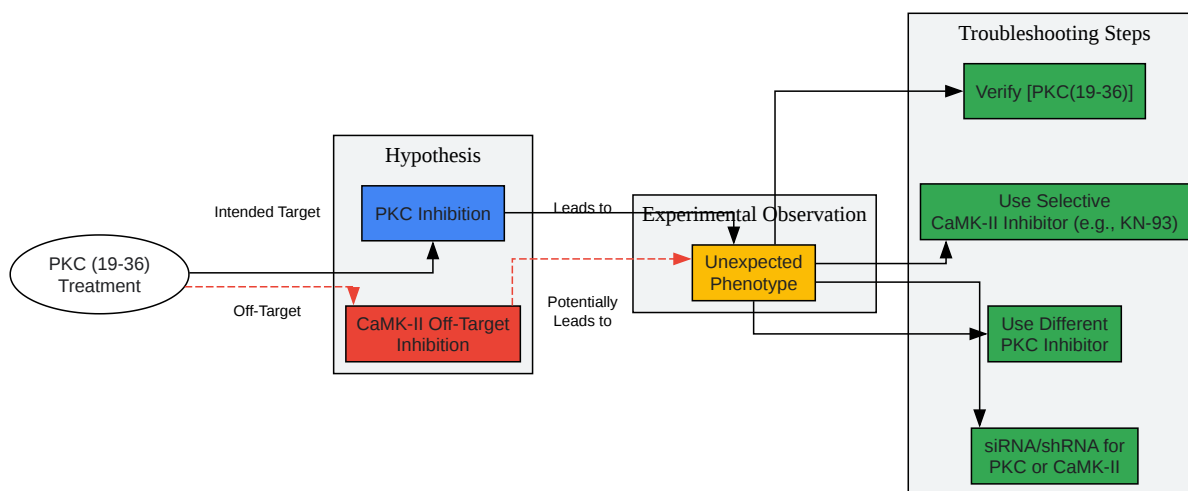 Troubleshooting Steps
Verify [PKC(19-36)]
Hypothesis
Intended Target
PKC Inhibition
Leads to
Experimental Observation
Use Selective
CaMK-II Inhibitor (e.g., KN-93)
PKC (19-36)
Treatment
Off-Target
CaMK-II Off-Target
Inhibition
Potentially
Leads to
Unexpected
Phenotype
Use Different
PKC Inhibitor
siRNA/shRNA for
PKC or CaMK-II